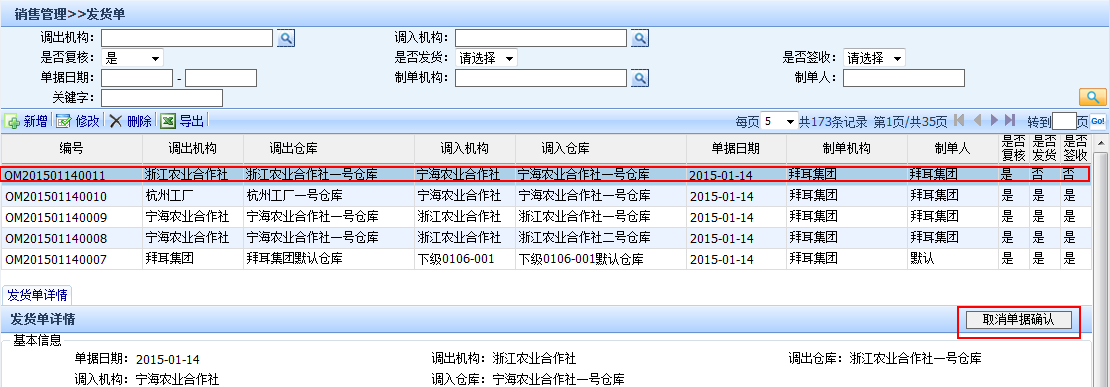 销售管理>>发货单
调出机构： 调入机构：
是否复核： 是 是否发货： 请选择 是否签收： 请选择
单据日期： - 制单机构： 制单人：
关键字：
新增 修改 删除 导出 每页 5 共173条记录 第1页/共35页 转到 页 Go!
编号 调出机构 调出仓库 调入机构 调入仓库 单据日期 制单机构 制单人 是否复核 是否发货 是否签收
OM201501140011 浙江农业合作社 浙江农业合作社一号仓库 宁海农业合作社 宁海农业合作社一号仓库 2015-01-14 拜耳集团 拜耳集团 是 否 否
OM201501140010 杭州工厂 杭州工厂一号仓库 宁海农业合作社 宁海农业合作社一号仓库 2015-01-14 拜耳集团 拜耳集团 是 是 是
OM201501140009 宁海农业合作社 宁海农业合作社一号仓库 浙江农业合作社 浙江农业合作社一号仓库 2015-01-14 拜耳集团 拜耳集团 是 是 是
OM201501140008 宁海农业合作社 宁海农业合作社一号仓库 浙江农业合作社 浙江农业合作社二号仓库 2015-01-14 拜耳集团 拜耳集团 是 是 是
OM201501140007 拜耳集团 拜耳集团默认仓库 下级0106-001 下级0106-001默认仓库 2015-01-14 拜耳集团 默认 是 是 是
发货单详情
发货单详情 取消单据确认
基本信息
单据日期： 2015-01-14 调出机构： 浙江农业合作社 调出仓库： 浙江农业合作社一号仓库
调入机构： 宁海农业合作社 调入仓库： 宁海农业合作社一号仓库